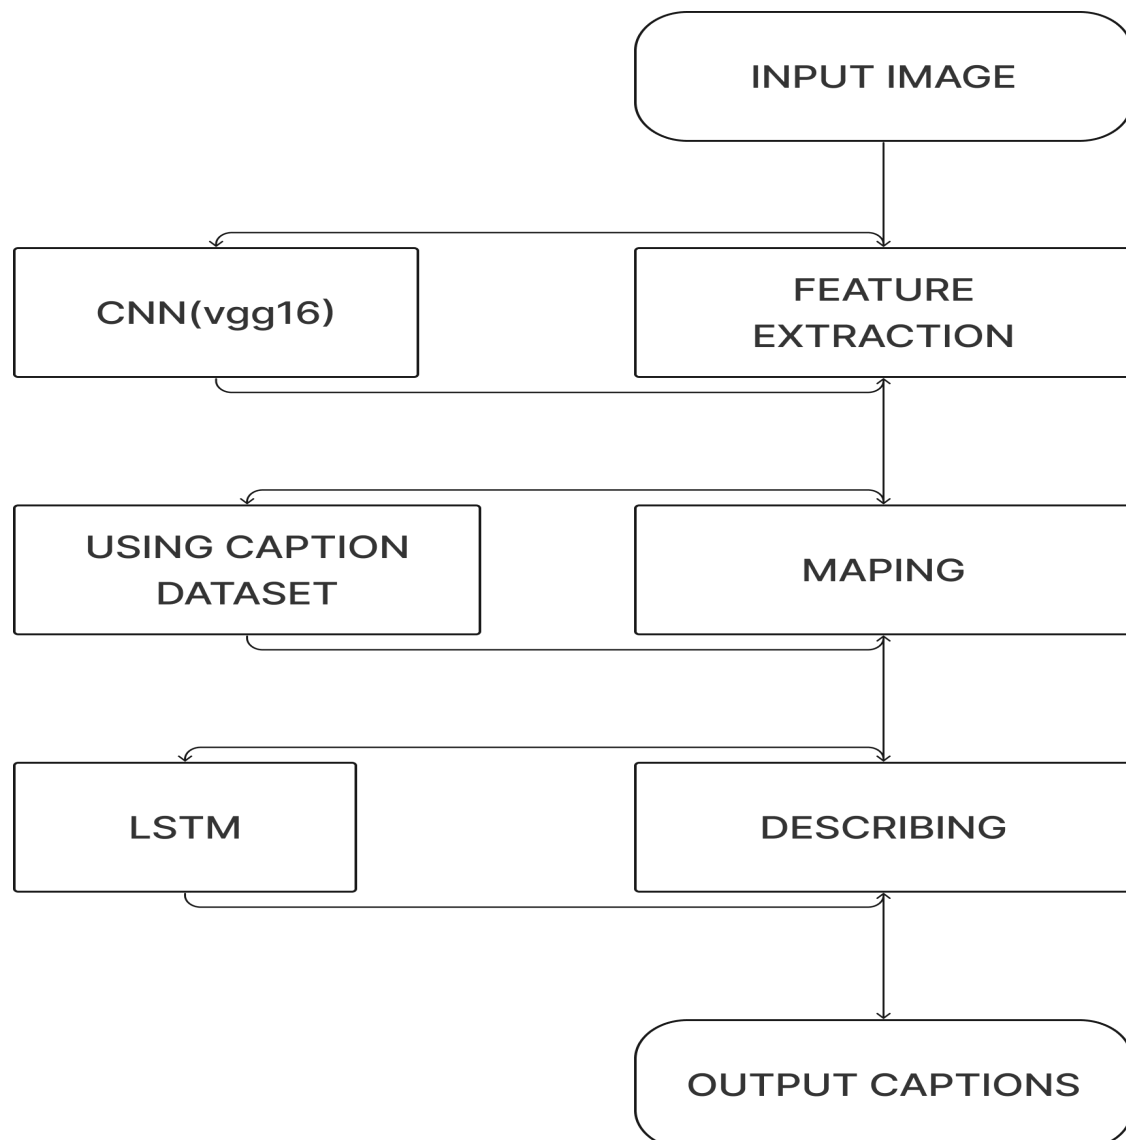 INPUT IMAGE
CNN(vgg16)
FEATURE
EXTRACTION
USING CAPTION
DATASET
MAPING
LSTM
DESCRIBING
OUTPUT CAPTIONS